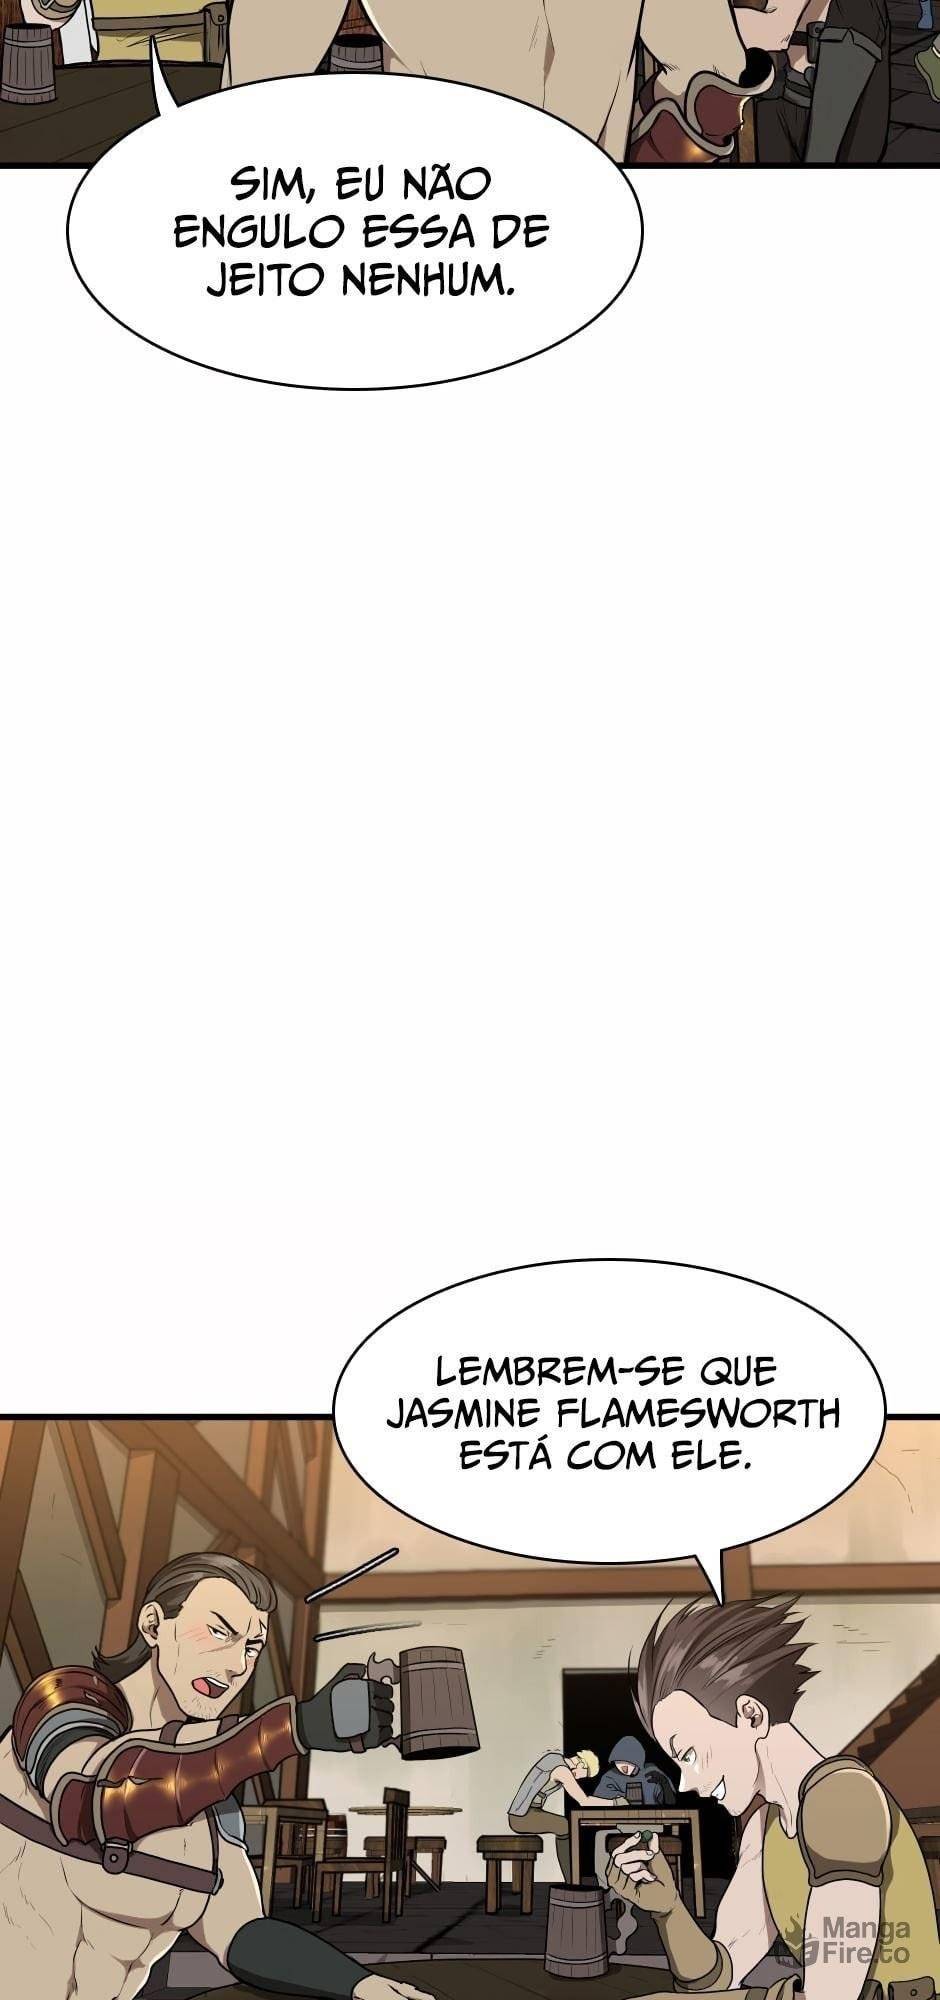 SIM, EU NÃO
ENGULO ESSA DE
JEITO NENHUM.
LEMBREM-SE QUE
JASMINE FLAMESWORTH
ESTÁ COM ELE.
Manga
Fire.to